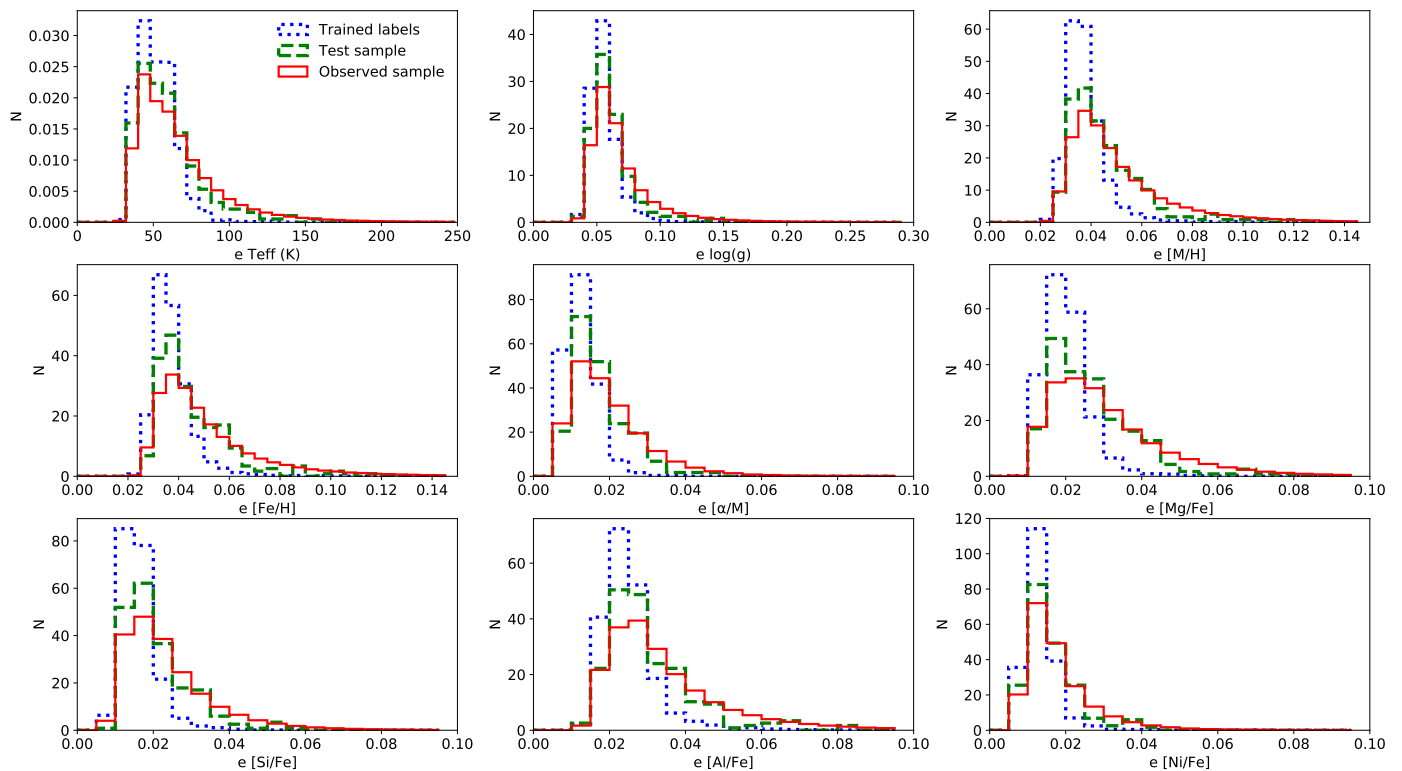 0.030
0.025
0.020
0.015
0.010
0.005
0.000
N
0 50 100 150 200 250
e Teff (K)
Trained labels
Test sample
Observed sample
40
30
20
10
0
N
0.00 0.05 0.10 0.15 0.20 0.25 0.30
e log(g)
60
50
40
30
20
10
0
N
0.00 0.02 0.04 0.06 0.08 0.10 0.12 0.14
e [M/H]
60
40
20
0
N
0.00 0.02 0.04 0.06 0.08 0.10 0.12 0.14
e [Fe/H]
80
60
40
20
0
N
0.00 0.02 0.04 0.06 0.08 0.10
e [α/M]
60
40
20
0
N
0.00 0.02 0.04 0.06 0.08 0.10
e [Mg/Fe]
80
60
40
20
0
N
0.00 0.02 0.04 0.06 0.08 0.10
e [Si/Fe]
60
40
20
0
N
0.00 0.02 0.04 0.06 0.08 0.10
e [Al/Fe]
120
100
80
60
40
20
0
N
0.00 0.02 0.04 0.06 0.08 0.10
e [Ni/Fe]